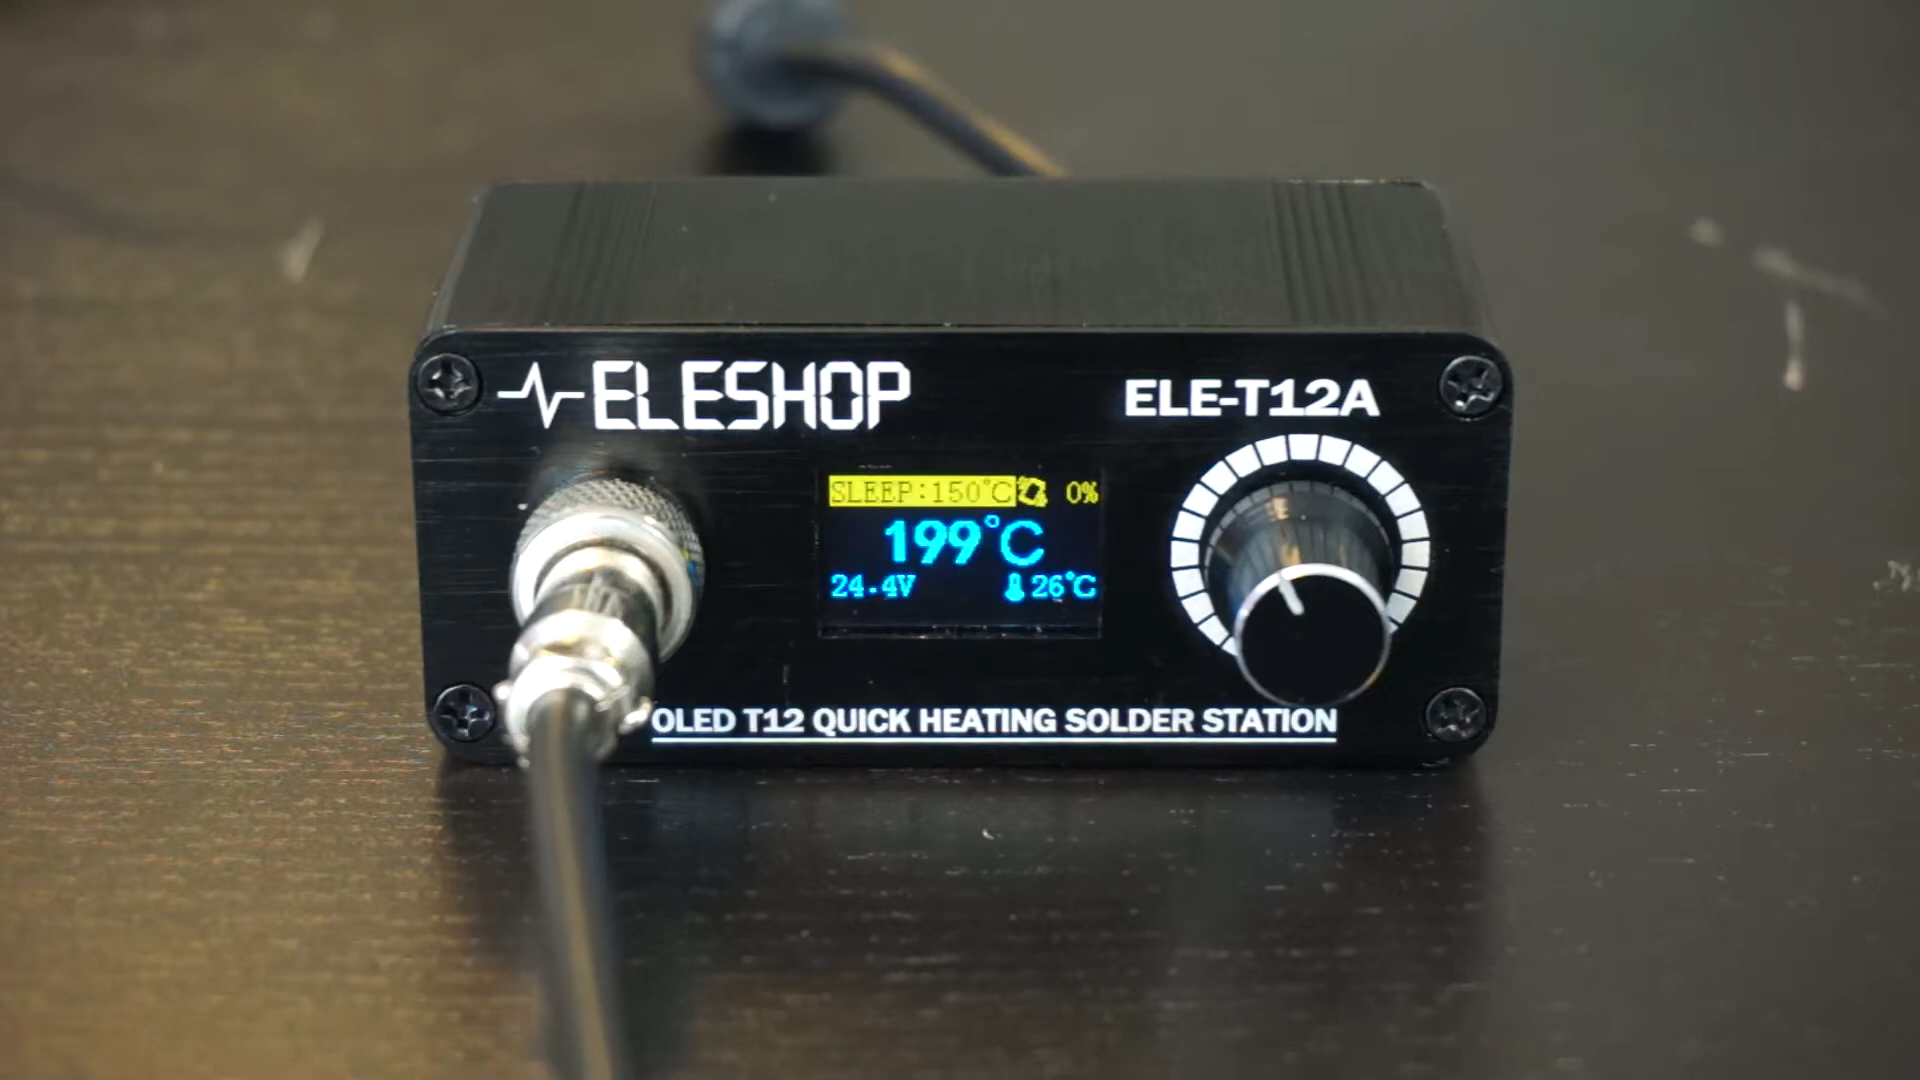 ELESHOP
ELE-T12A
SLEEP:150°C 0%
199°C
24.4V 26°C
OLED T12 QUICK HEATING SOLDER STATION